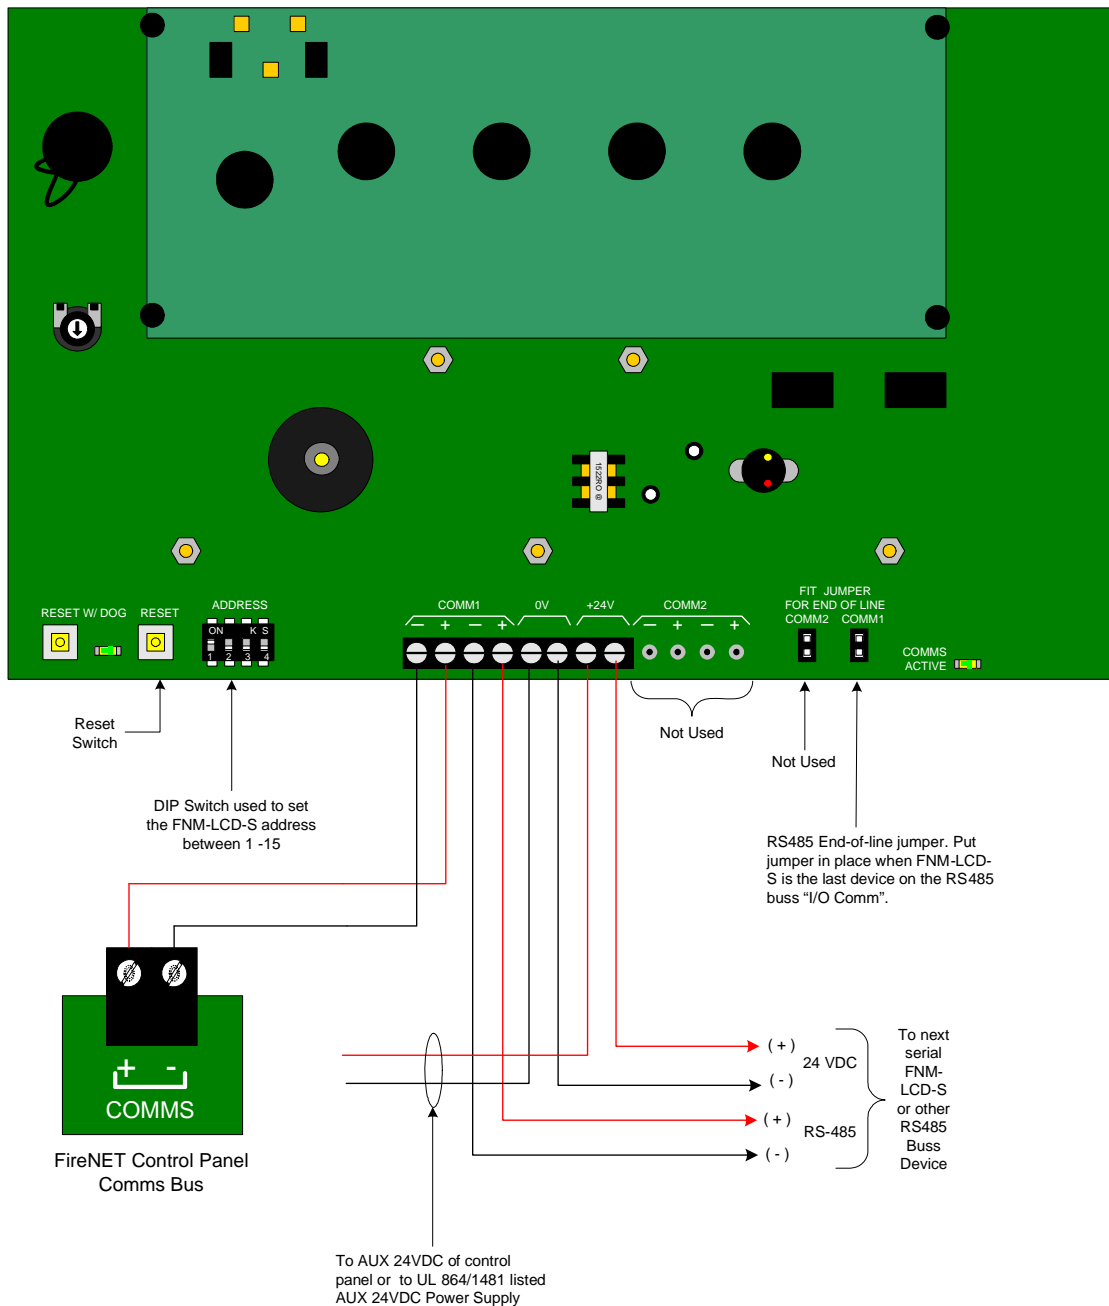 1522RO @
RESET W/ DOG
RESET
ADDRESS
ON
K S
1 2 3 4
COMM1
0V
+24V
COMM2
− + − +
− + − +
FIT JUMPER
FOR END OF LINE
COMM2 COMM1
COMMS
ACTIVE
Reset
Switch
DIP Switch used to set
the FNM-LCD-S address
between 1 -15
Not Used
Not Used
RS485 End-of-line jumper. Put
jumper in place when FNM-LCD-
S is the last device on the RS485
buss “I/O Comm”.
+ -
COMMS
FireNET Control Panel
Comms Bus
(+)
24 VDC
(-)
(+)
RS-485
(-)
To next
serial
FNM-
LCD-S
or other
RS485
Buss
Device
To AUX 24VDC of control
panel or to UL 864/1481 listed
AUX 24VDC Power Supply